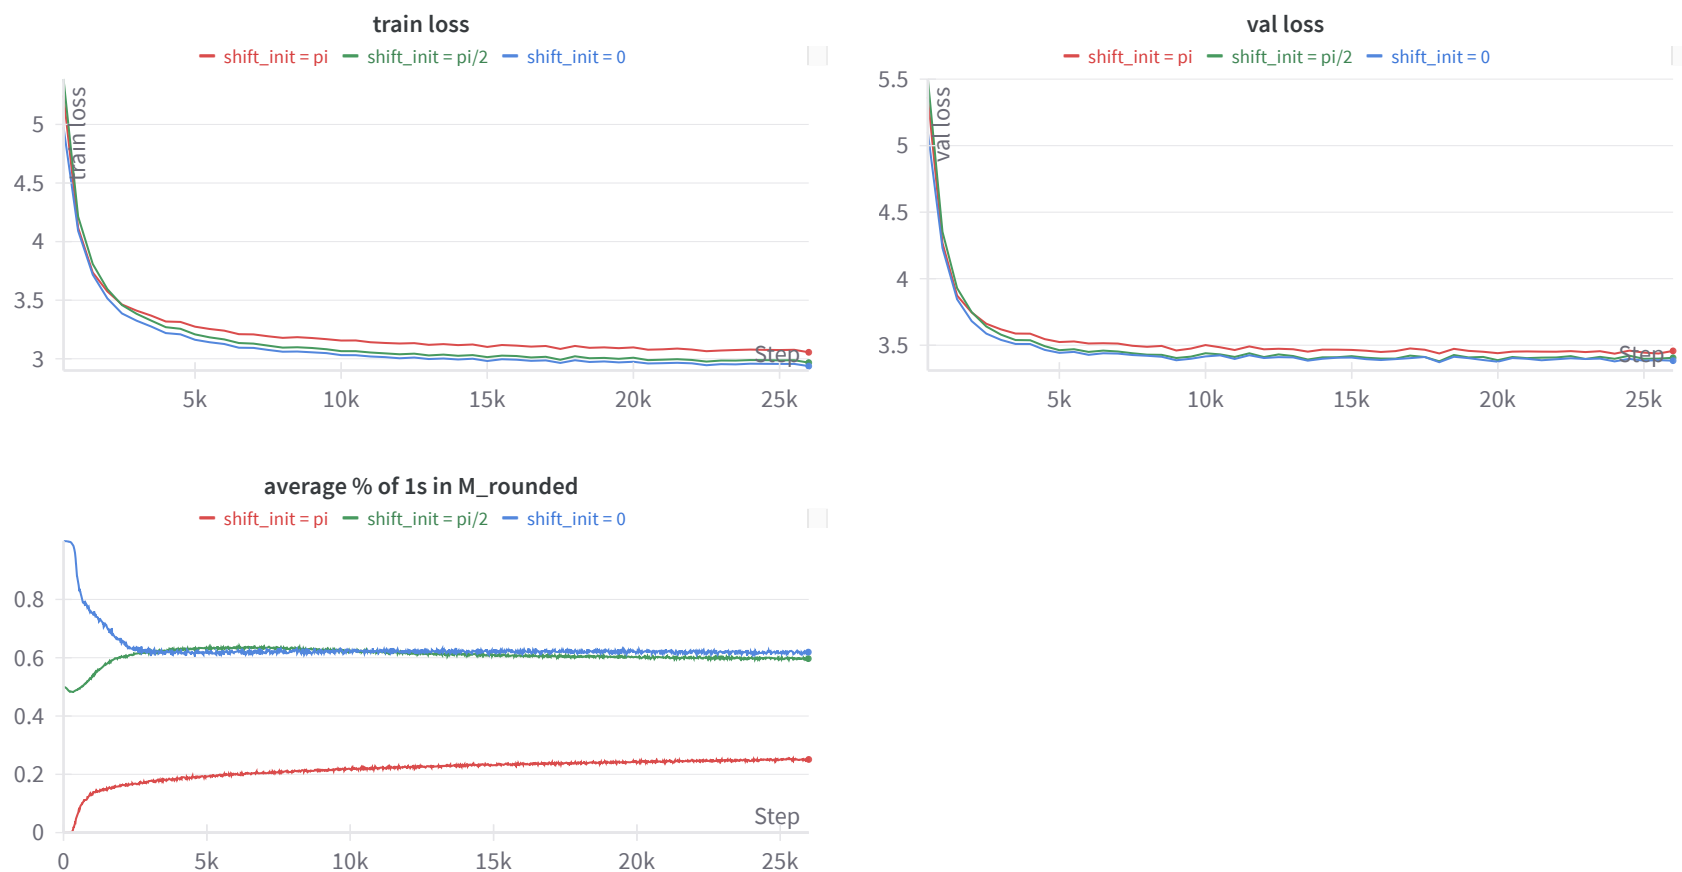 train loss
shift_init = pi shift_init = pi/2 shift_init = 0
train loss
5
4.5
4
3.5
3
Step
5k 10k 15k 20k 25k
val loss
shift_init = pi shift_init = pi/2 shift_init = 0
val loss
5.5
5
4.5
4
3.5
Step
5k 10k 15k 20k 25k
average % of 1s in M_rounded
shift_init = pi shift_init = pi/2 shift_init = 0
0.8
0.6
0.4
0.2
0
Step
0 5k 10k 15k 20k 25k